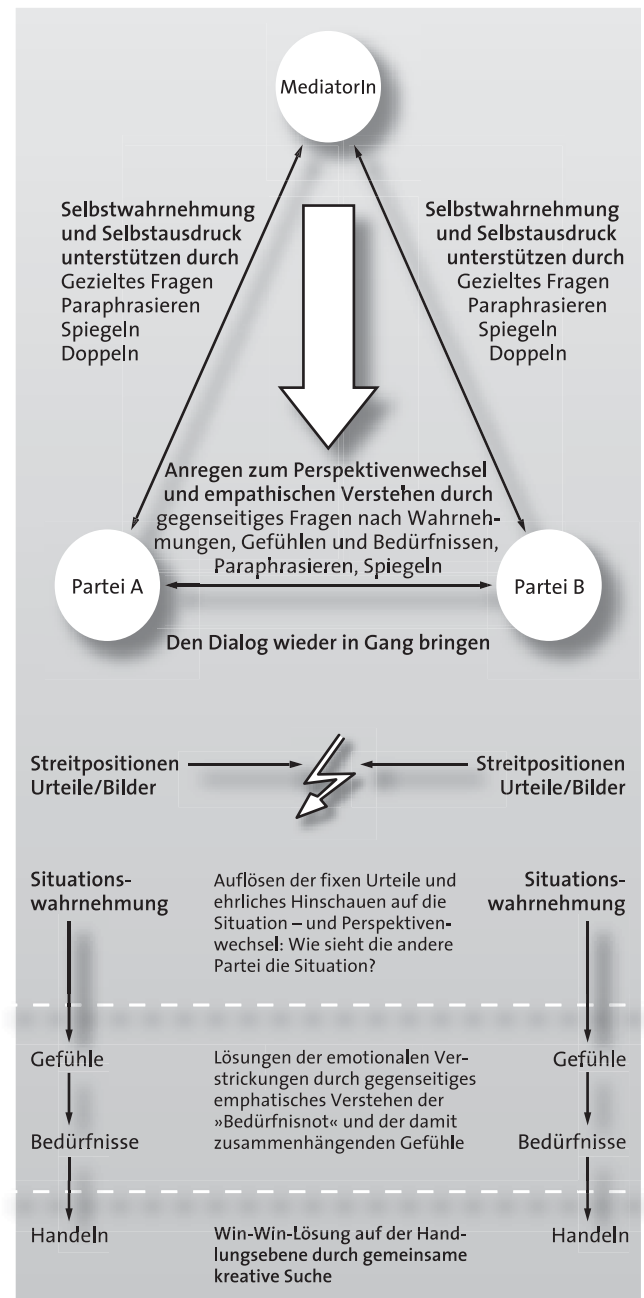 MediatorIn
Selbstwahrnehmung
und Selbstausdruck
unterstützen durch
Gezieltes Fragen
Paraphrasieren
Spiegeln
Doppeln
Selbstwahrnehmung
und Selbstausdruck
unterstützen durch
Gezieltes Fragen
Paraphrasieren
Spiegeln
Doppeln
Anregen zum Perspektivenwechsel
und empathischen Verstehen durch
gegenseitiges Fragen nach Wahrneh-
mungen, Gefühlen und Bedürfnissen,
Paraphrasieren, Spiegeln
Partei A
Partei B
Den Dialog wieder in Gang bringen
Streitpositionen
Urteile/Bilder
Streitpositionen
Urteile/Bilder
Situations-
wahrnehmung
Auflösen der fixen Urteile und
ehrliches Hinschauen auf die
Situation – und Perspektiven-
wechsel: Wie sieht die andere
Partei die Situation?
Situations-
wahrnehmung
Gefühle
Bedürfnisse
Lösungen der emotionalen Ver-
strickungen durch gegenseitiges
emphatisches Verstehen der
»Bedürfnisnot« und der damit
zusammenhängenden Gefühle
Gefühle
Bedürfnisse
Handeln
Win-Win-Lösung auf der Hand-
lungsebene durch gemeinsame
kreative Suche
Handeln